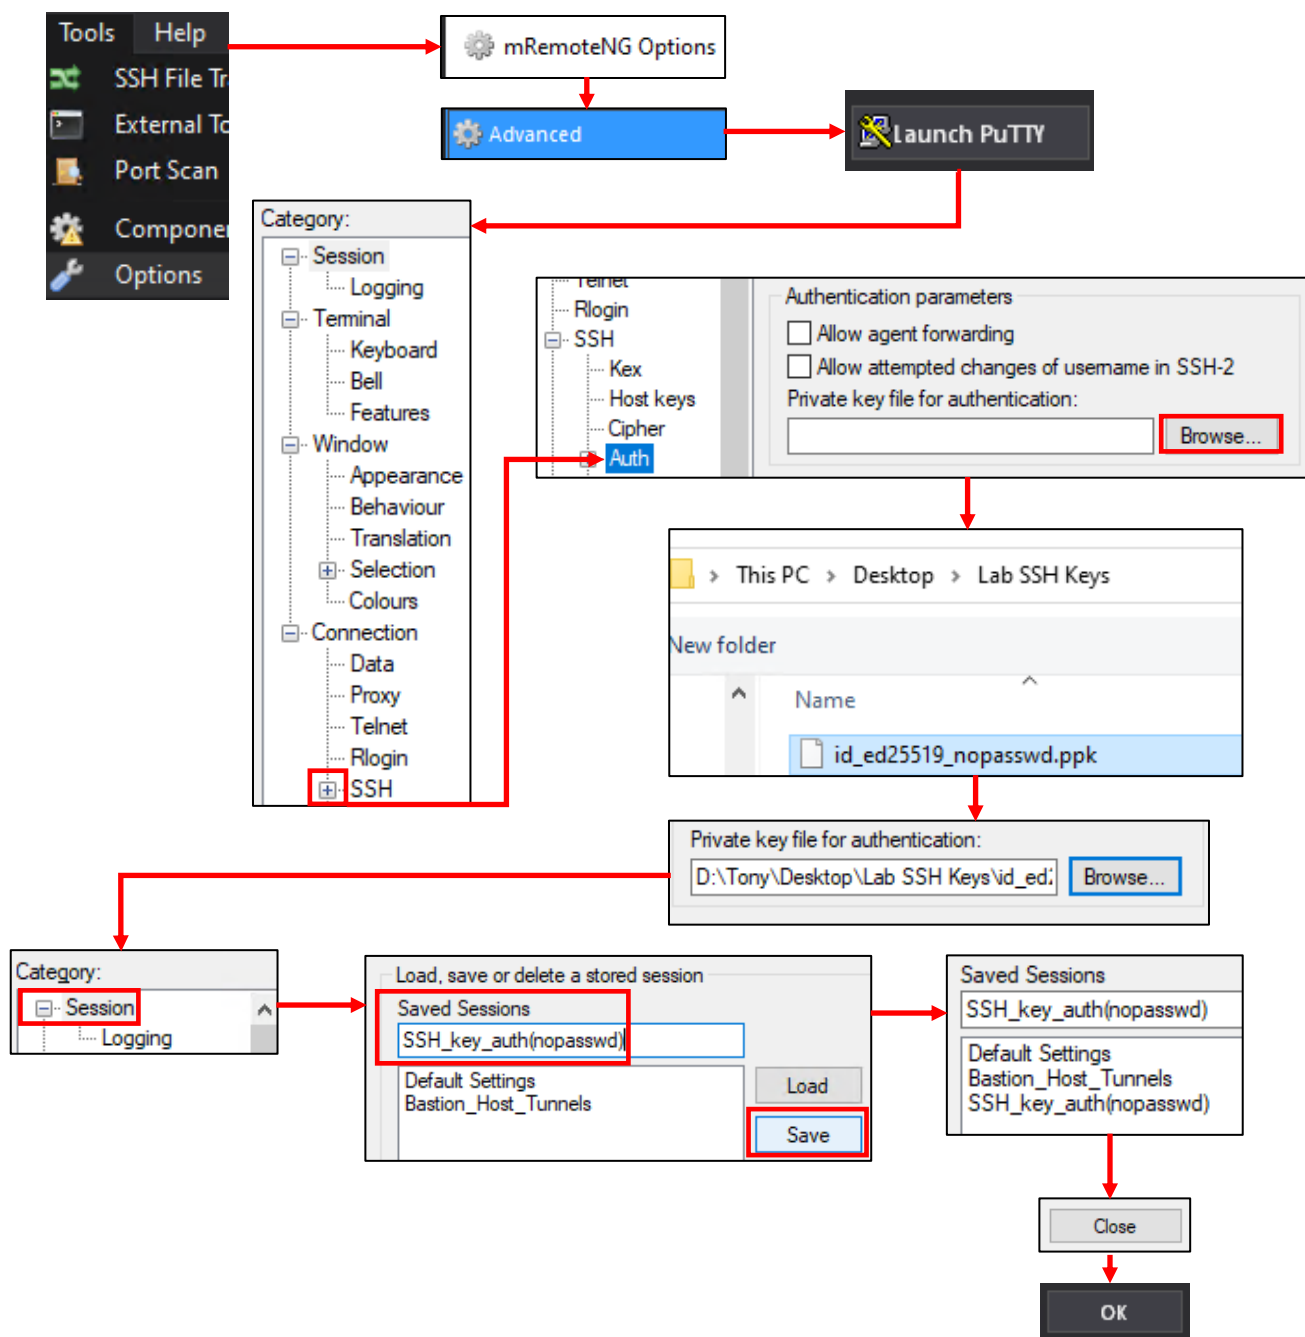 Tools Help
SSH File Tr
External To
Port Scan
Componer
Options
mRemoteNG Options
Advanced
Launch PuTTY
Category:
Session
Logging
Terminal
Keyboard
Bell
Features
Window
Appearance
Behaviour
Translation
Selection
Colours
Connection
Data
Proxy
Telnet
Rlogin
SSH
Telnet
Rlogin
SSH
Kex
Host keys
Cipher
Auth
Authentication parameters
Allow agent forwarding
Allow attempted changes of username in SSH-2
Private key file for authentication:
Browse...
This PC > Desktop > Lab SSH Keys
New folder
Name
id_ed25519_nopasswd.ppk
Private key file for authentication:
D:\Tony\Desktop\Lab SSH Keys\id_ed2 Browse...
Category:
Session
Logging
Load, save or delete a stored session
Saved Sessions
SSH_key_auth(nopasswd)
Default Settings
Bastion_Host_Tunnels
Load
Save
Saved Sessions
SSH_key_auth(nopasswd)
Default Settings
Bastion_Host_Tunnels
SSH_key_auth(nopasswd)
Close
OK